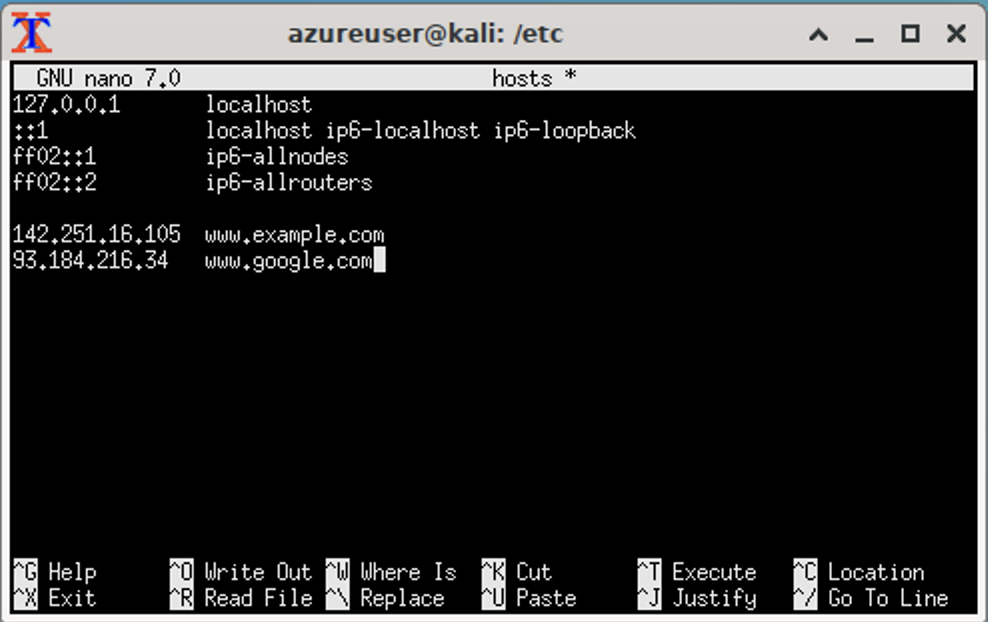 azureuser@kali: /etc
GNU nano 7.0 hosts *
127.0.0.1 localhost
::1 localhost ip6-localhost ip6-loopback
ff02::1 ip6-allnodes
ff02::2 ip6-allrouters
142.251.16.105 www.example.com
93.184.216.34 www.google.com
^G Help ^O Write Out ^W Where Is ^K Cut ^T Execute ^C Location
^X Exit ^R Read File ^\ Replace ^U Paste ^J Justify ^/ Go To Line